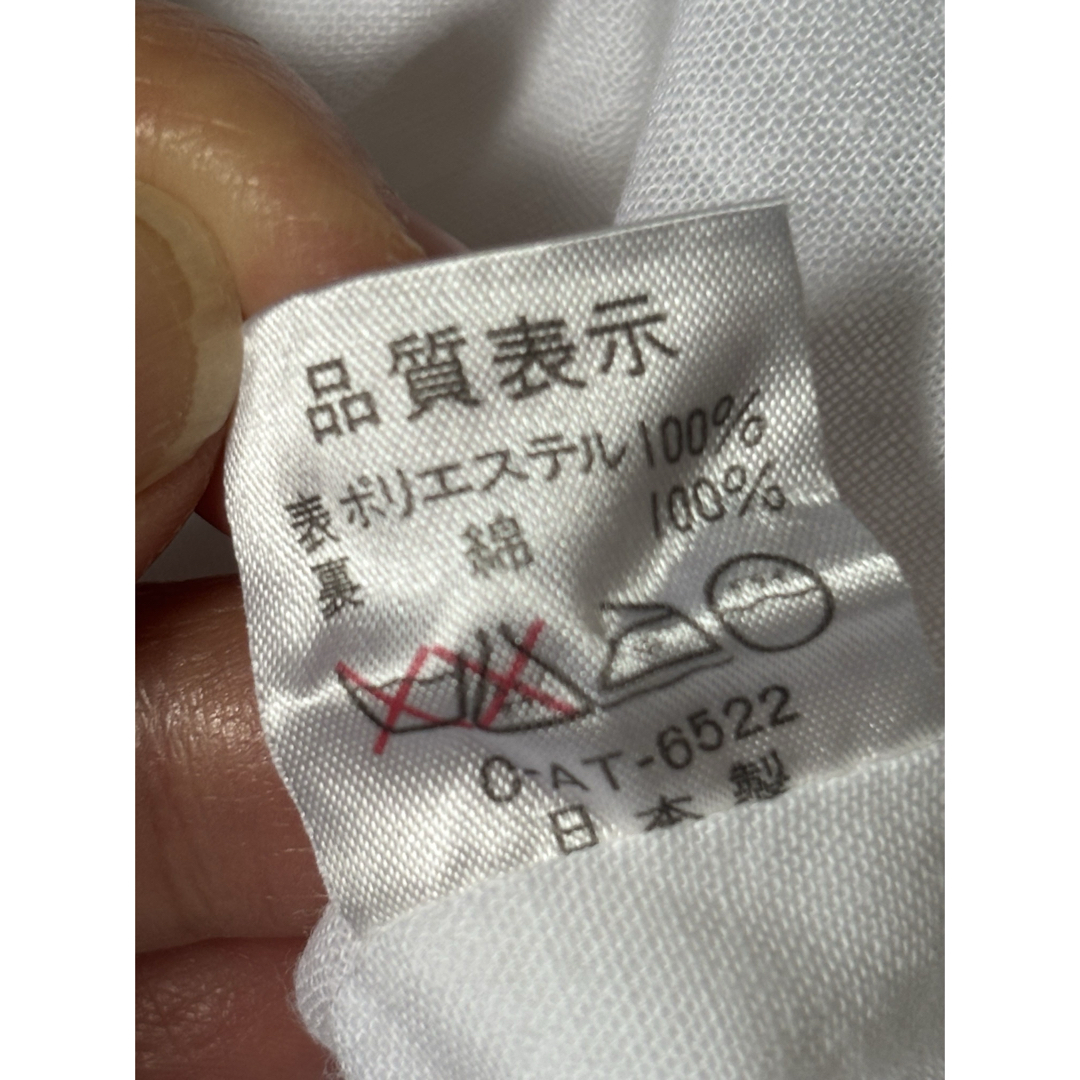 品質表示
表ポリエステル100%
裏 綿 100%
0-AT-6522
日本製